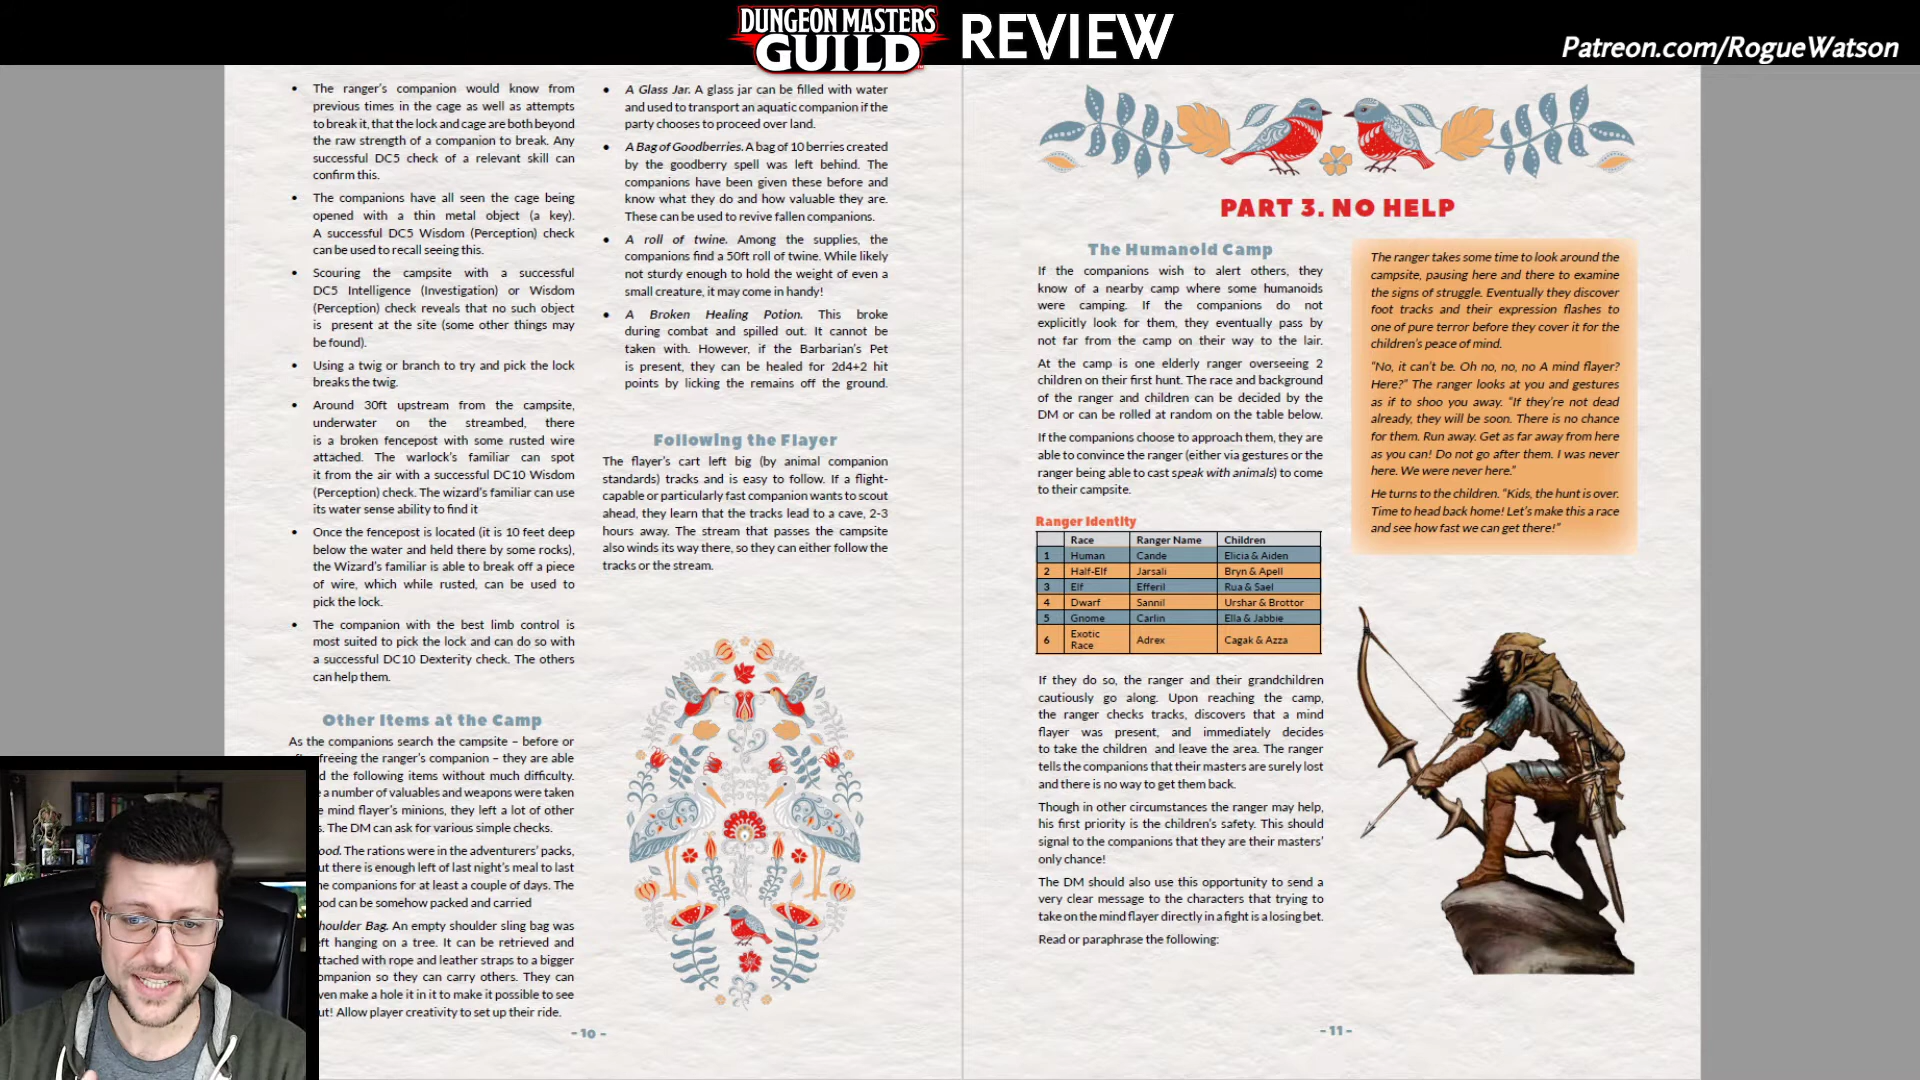 DUNGEON MASTERS
GUILD
REVIEW
Patreon.com/RogueWatson
• The ranger's companion would know from
previous times in the cage as well as attempts
to break it, that the lock and cage are both beyond
the raw strength of a companion to break. Any
successful DC5 check of a relevant skill can
confirm this.
• The companions have all seen the cage being
opened with a thin metal object (a key).
A successful DC5 Wisdom (Perception) check
can be used to recall seeing this.
• Scouring the campsite with a successful
DC5 Intelligence (Investigation) or Wisdom
(Perception) check reveals that no such object
is present at the site (some other things may
be found).
• Using a twig or branch to try and pick the lock
breaks the twig.
• Around 30ft upstream from the campsite,
underwater on the streambed, there
is a broken fencepost with some rusted wire
attached. The warlock's familiar can spot
it from the air with a successful DC10 Wisdom
(Perception) check. The wizard's familiar can use
its water sense ability to find it
• Once the fencepost is located (it is 10 feet deep
below the water and held there by some rocks),
the Wizard's familiar is able to break off a piece
of wire, which while rusted, can be used to
pick the lock.
• The companion with the best limb control is
most suited to pick the lock and can do so with
a successful DC10 Dexterity check. The others
can help them.
Other Items at the Camp
As the companions search the campsite – before or
freeing the ranger's companion – they are able
the following items without much difficulty.
a number of valuables and weapons were taken
mind flayer's minions, they left a lot of other
The DM can ask for various simple checks.
The rations were in the adventurers' packs,
there is enough left of last night's meal to last
companions for at least a couple of days. The
can be somehow packed and carried
Bag. An empty shoulder sling bag was
hanging on a tree. It can be retrieved and
with rope and leather straps to a bigger
so they can carry others. They can
make a hole it in it to make it possible to see
Allow player creativity to set up their ride.
• A Glass Jar. A glass jar can be filled with water
and used to transport an aquatic companion if the
party chooses to proceed over land.
• A Bag of Goodberries. A bag of 10 berries created
by the goodberry spell was left behind. The
companions have been given these before and
know what they do and how valuable they are.
These can be used to revive fallen companions.
• A roll of twine. Among the supplies, the
companions find a 50ft roll of twine. While likely
not sturdy enough to hold the weight of even a
small creature, it may come in handy!
• A Broken Healing Potion. This broke
during combat and spilled out. It cannot be
taken with. However, if the Barbarian's Pet
is present, they can be healed for 2d4+2 hit
points by licking the remains off the ground.
Following the Flayer
The flayer's cart left big (by animal companion
standards) tracks and is easy to follow. If a flight-
capable or particularly fast companion wants to scout
ahead, they learn that the tracks lead to a cave, 2-3
hours away. The stream that passes the campsite
also winds its way there, so they can either follow the
tracks or the stream.
- 10 -
PART 3. NO HELP
The Humanoid Camp
If the companions wish to alert others, they
know of a nearby camp where some humanoids
were camping. If the companions do not
explicitly look for them, they eventually pass by
not far from the camp on their way to the lair.
At the camp is one elderly ranger overseeing 2
children on their first hunt. The race and background
of the ranger and children can be decided by the
DM or can be rolled at random on the table below.
If the companions choose to approach them, they are
able to convince the ranger (either via gestures or the
ranger being able to cast speak with animals) to come
to their campsite.
Ranger Identity
Race Ranger Name Children
1 Human Cande Elicia & Aiden
2 Half-Elf Jarsali Bryn & Apell
3 Elf Efferil Rua & Sael
4 Dwarf Sannil Urshar & Brottor
5 Gnome Carlin Ella & Jabbie
6 Exotic Race Adrex Cagak & Azza
If they do so, the ranger and their grandchildren
cautiously go along. Upon reaching the camp,
the ranger checks tracks, discovers that a mind
flayer was present, and immediately decides
to take the children and leave the area. The ranger
tells the companions that their masters are surely lost
and there is no way to get them back.
Though in other circumstances the ranger may help,
his first priority is the children's safety. This should
signal to the companions that they are their masters'
only chance!
The DM should also use this opportunity to send a
very clear message to the characters that trying to
take on the mind flayer directly in a fight is a losing bet.
Read or paraphrase the following:
The ranger takes some time to look around the
campsite, pausing here and there to examine
the signs of struggle. Eventually they discover
foot tracks and their expression flashes to
one of pure terror before they cover it for the
children's peace of mind.
"No, it can't be. Oh no, no, no A mind flayer?
Here?" The ranger looks at you and gestures
as if to shoo you away. "If they're not dead
already, they will be soon. There is no chance
for them. Run away. Get as far away from here
as you can! Do not go after them. I was never
here. We were never here."
He turns to the children. "Kids, the hunt is over.
Time to head back home! Let's make this a race
and see how fast we can get there!"
- 11 -